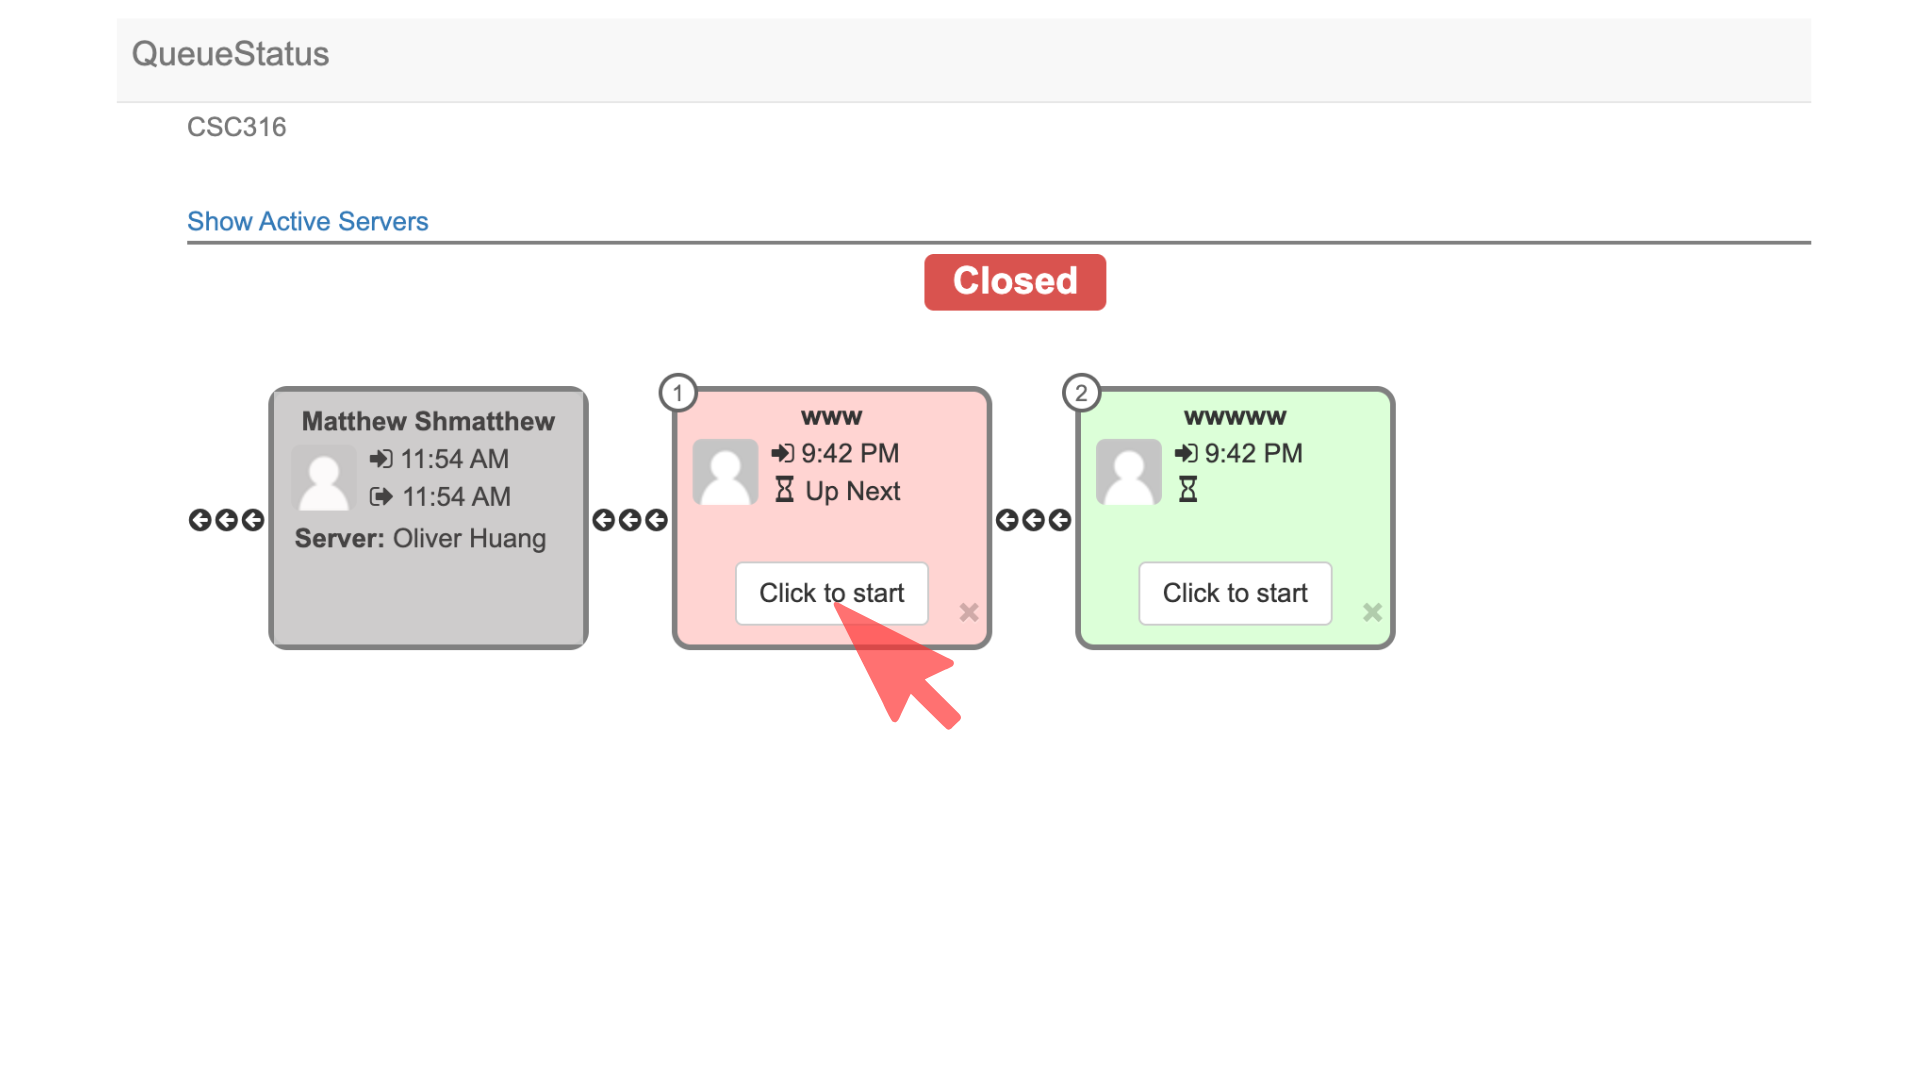 QueueStatus
CSC316
Show Active Servers
Closed
Matthew Shmatthew
11:54 AM
11:54 AM
Server: Oliver Huang
1
www
9:42 PM
Up Next
Click to start
2
wwwww
9:42 PM
Click to start